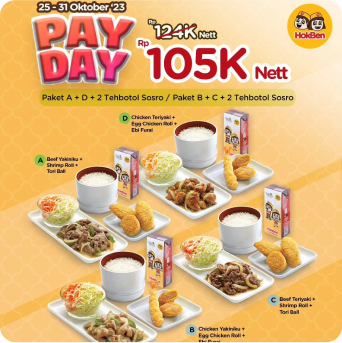 25 - 31 Oktober '23
PAY
DAY
Rp 124K Nett
Rp 105K Nett
HokBen
Paket A + D + 2 Tehbotol Sosro / Paket B + C + 2 Tehbotol Sosro
D Chicken Teriyaki +
Egg Chicken Roll +
Ebi Furai
A Beef Yakiniku +
Shrimp Roll +
Tori Ball
C Beef Teriyaki +
Shrimp Roll +
Tori Ball
B Chicken Yakiniku +
Egg Chicken Roll +
Ebi Furai